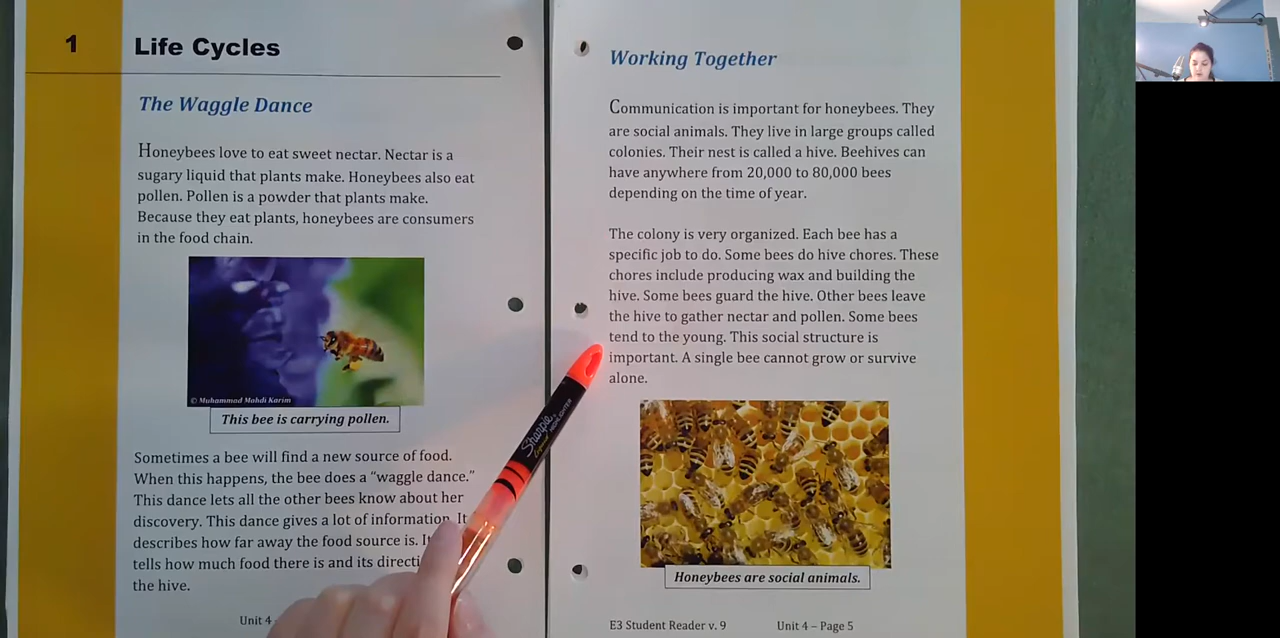 1
Life Cycles
The Waggle Dance
Honeybees love to eat sweet nectar. Nectar is a
sugary liquid that plants make. Honeybees also eat
pollen. Pollen is a powder that plants make.
Because they eat plants, honeybees are consumers
in the food chain.
© Muhammad Mahdi Karim
This bee is carrying pollen.
Sometimes a bee will find a new source of food.
When this happens, the bee does a “waggle dance.”
This dance lets all the other bees know about her
discovery. This dance gives a lot of information. It
describes how far away the food source is. It
tells how much food there is and its directi
the hive.
Unit 4
Working Together
Communication is important for honeybees. They
are social animals. They live in large groups called
colonies. Their nest is called a hive. Beehives can
have anywhere from 20,000 to 80,000 bees
depending on the time of year.
The colony is very organized. Each bee has a
specific job to do. Some bees do hive chores. These
chores include producing wax and building the
hive. Some bees guard the hive. Other bees leave
the hive to gather nectar and pollen. Some bees
tend to the young. This social structure is
important. A single bee cannot grow or survive
alone.
Honeybees are social animals.
E3 Student Reader v. 9 Unit 4 – Page 5
Sharpie
HIGHLIGHTER